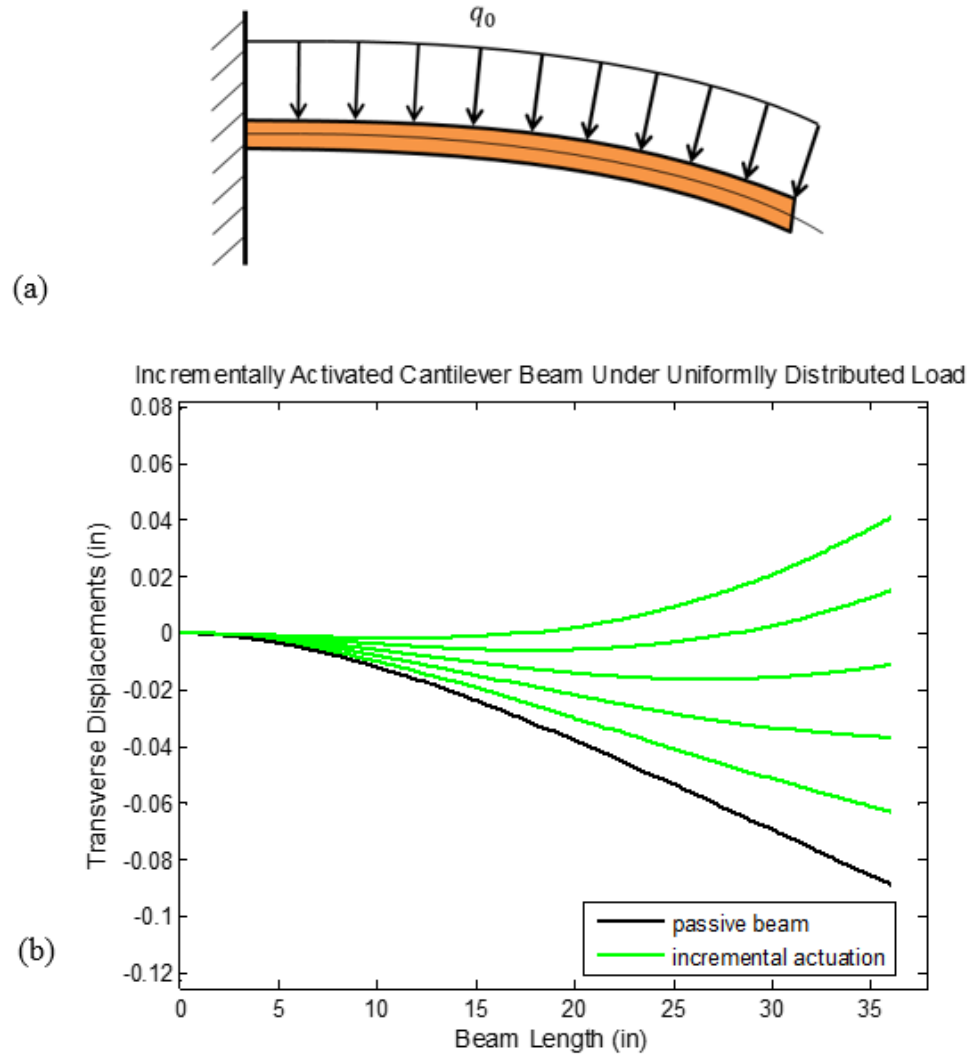 q₀
(a)
Incrementally Activated Cantilever Beam Under Uniformlly Distributed Load
0.08
0.06
0.04
0.02
0
-0.02
-0.04
-0.06
-0.08
-0.1
-0.12
Transverse Displacements (in)
passive beam
incremental actuation
(b)
0 5 10 15 20 25 30 35
Beam Length (in)